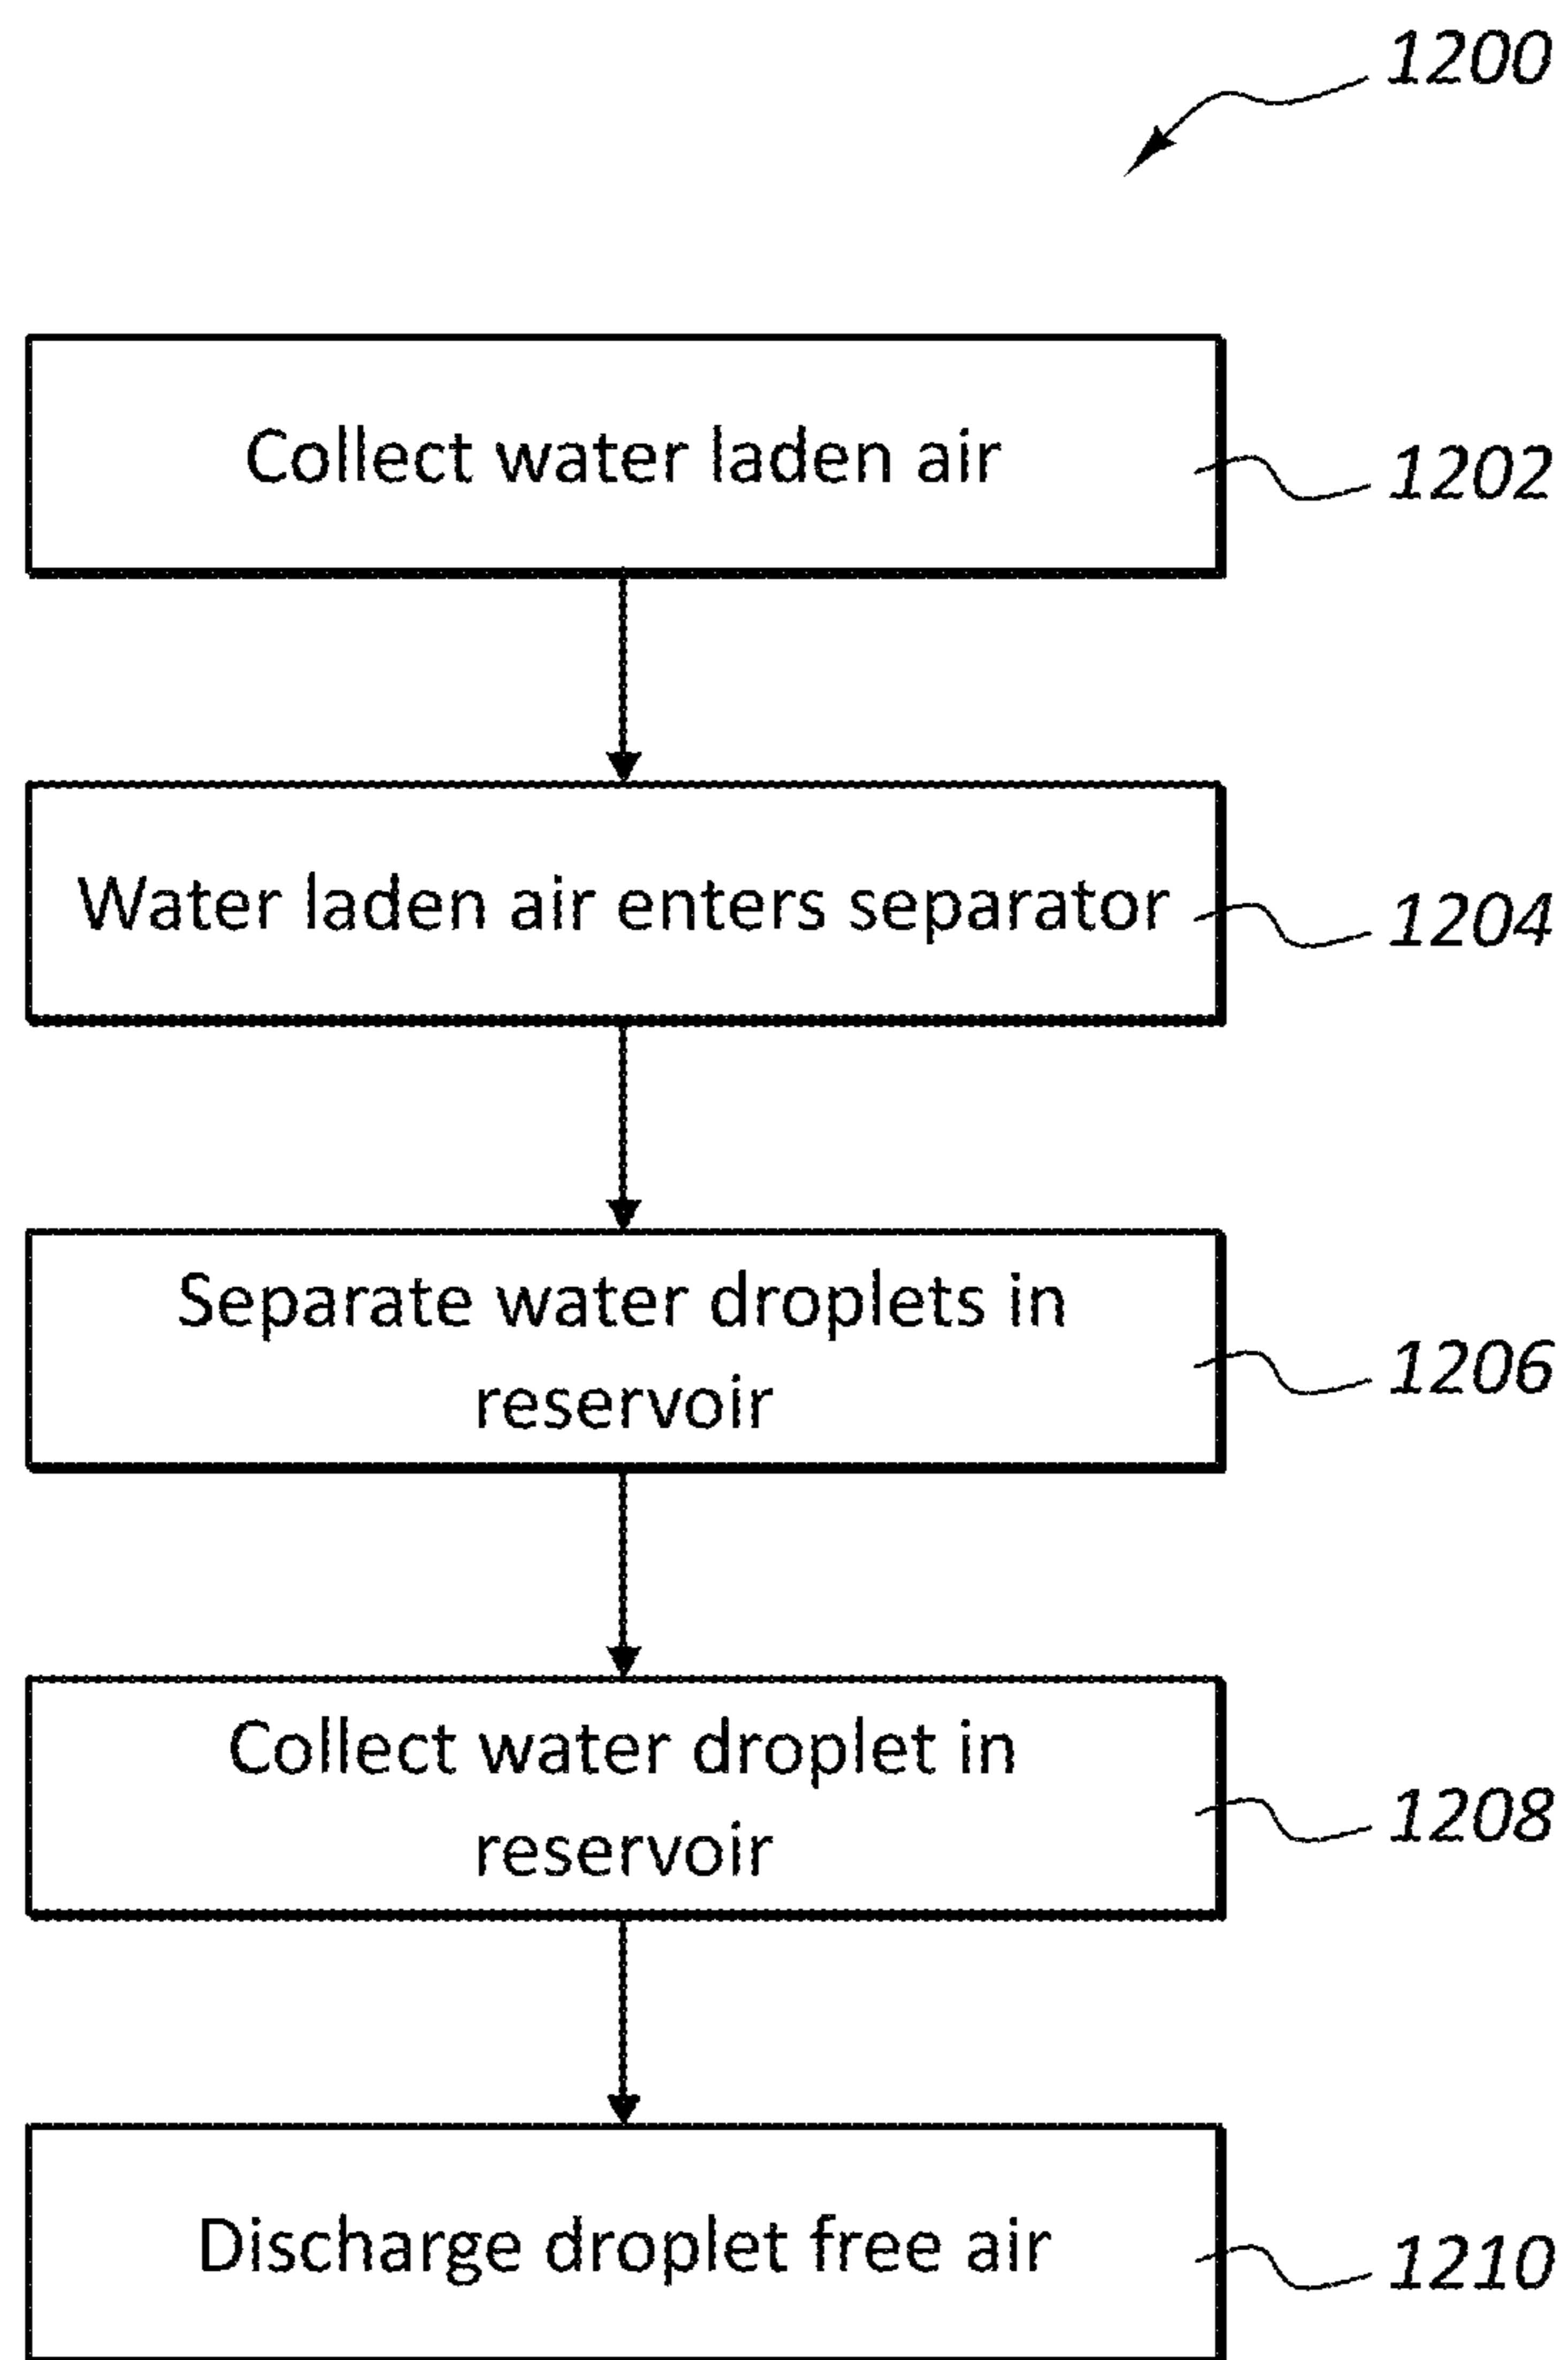 1200
Collect water laden air
1202
Water laden air enters separator
1204
Separate water droplets in
reservoir
1206
Collect water droplet in
reservoir
1208
Discharge droplet free air
1210